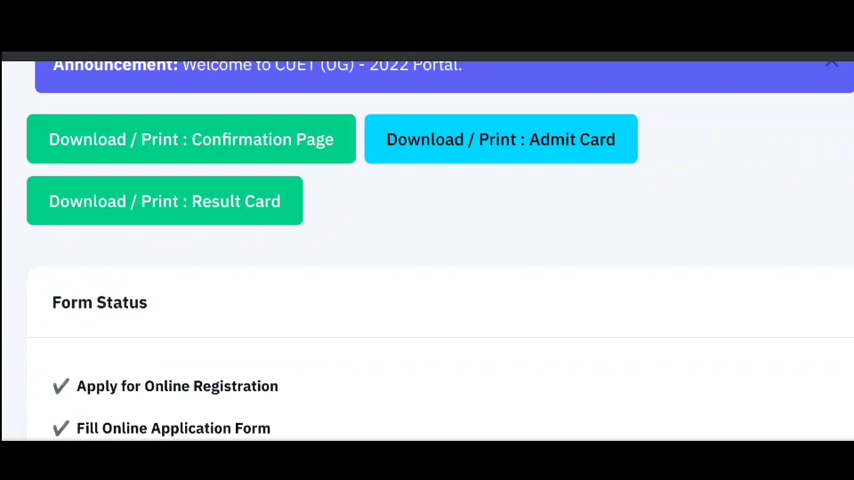 Announcement: Welcome to CUET (UG) - 2022 Portal.
Download / Print : Confirmation Page
Download / Print : Admit Card
Download / Print : Result Card
Form Status
✔ Apply for Online Registration
✔ Fill Online Application Form